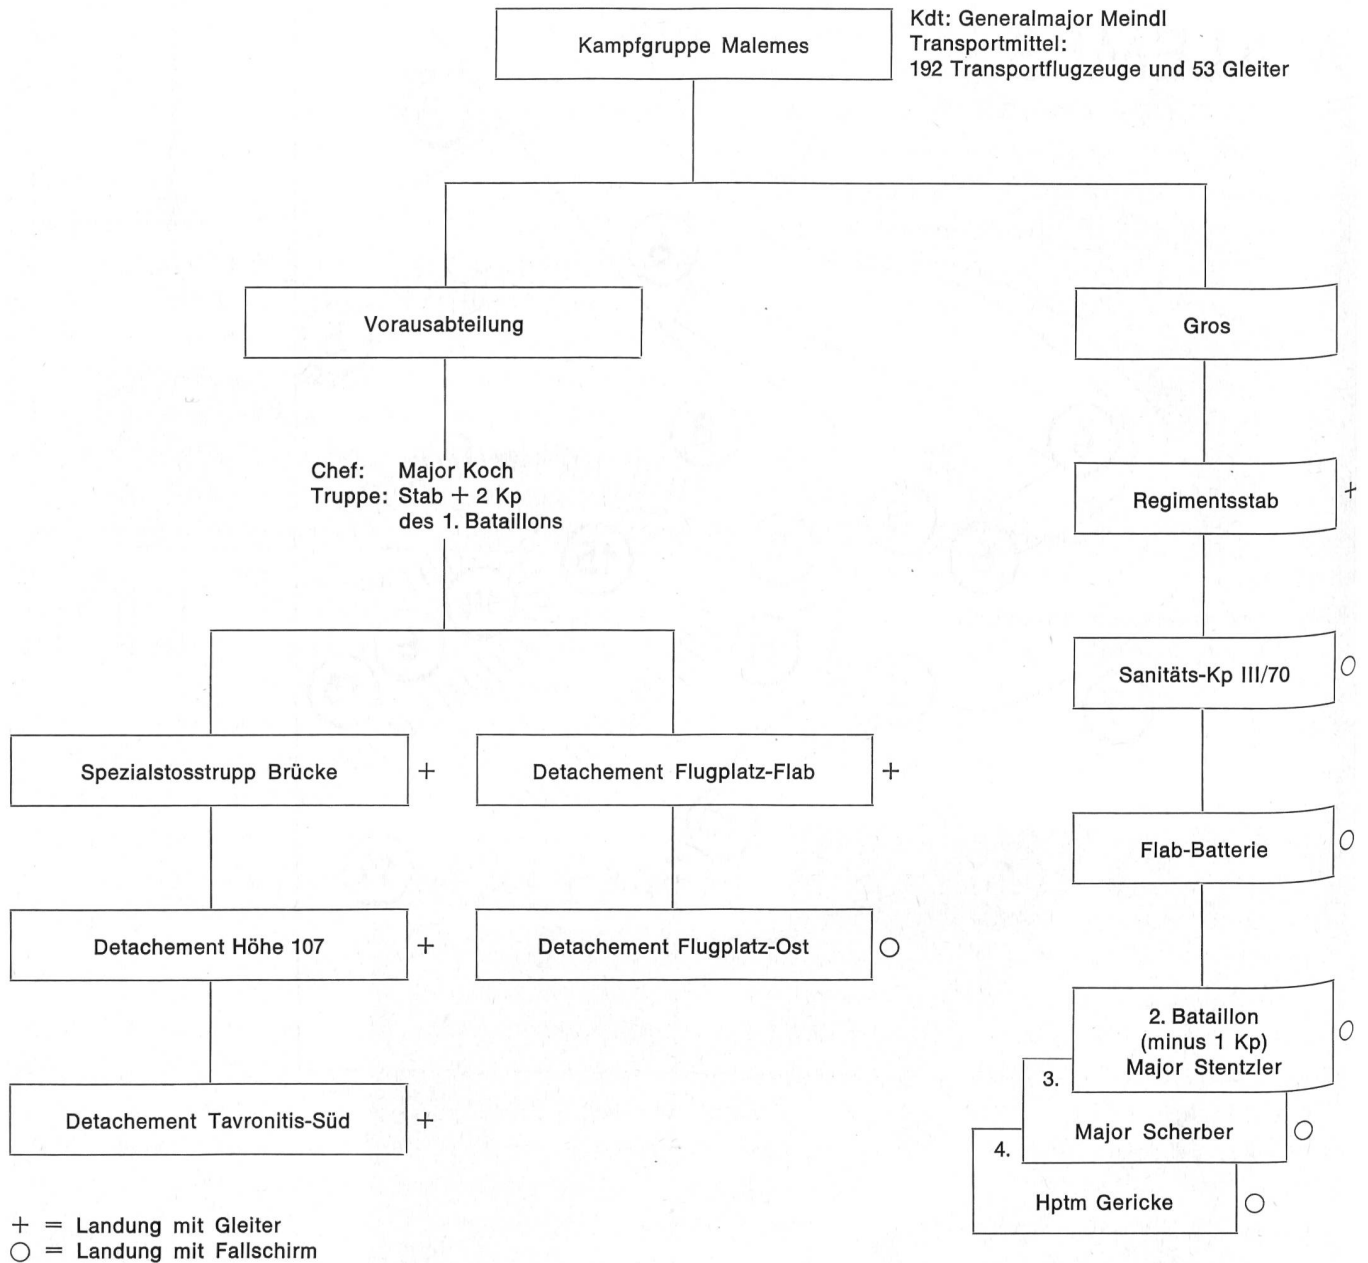 Kampfgruppe Malemes
Kdt: Generalmajor Meindl
Transportmittel:
192 Transportflugzeuge und 53 Gleiter
Vorausabteilung
Gros
Chef: Major Koch
Truppe: Stab + 2 Kp
des 1. Bataillons
Regimentsstab +
Sanitäts-Kp III/70 ○
Spezialstosstrupp Brücke +
Detachement Flugplatz-Flab +
Flab-Batterie ○
Detachement Höhe 107 +
Detachement Flugplatz-Ost ○
2. Bataillon
(minus 1 Kp) ○
Major Stentzler
3.
Detachement Tavronitis-Süd +
Major Scherber ○
4.
Hptm Gericke ○
+ = Landung mit Gleiter
○ = Landung mit Fallschirm